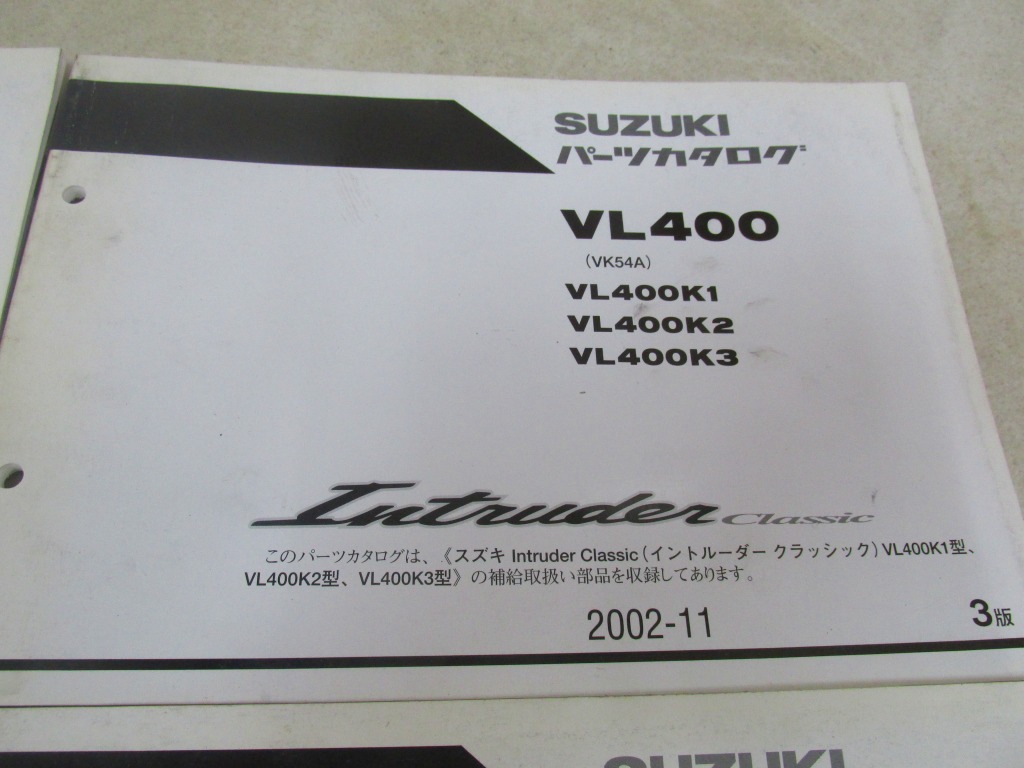 SUZUKI
パーツカタログ
VL400
(VK54A)
VL400K1
VL400K2
VL400K3
Intruder Classic
このパーツカタログは、《スズキ Intruder Classic(イントルーダー クラッシック)VL400K1型、
VL400K2型、VL400K3型》の補給取扱い部品を収録してあります。
2002-11
3版
SUZUKI